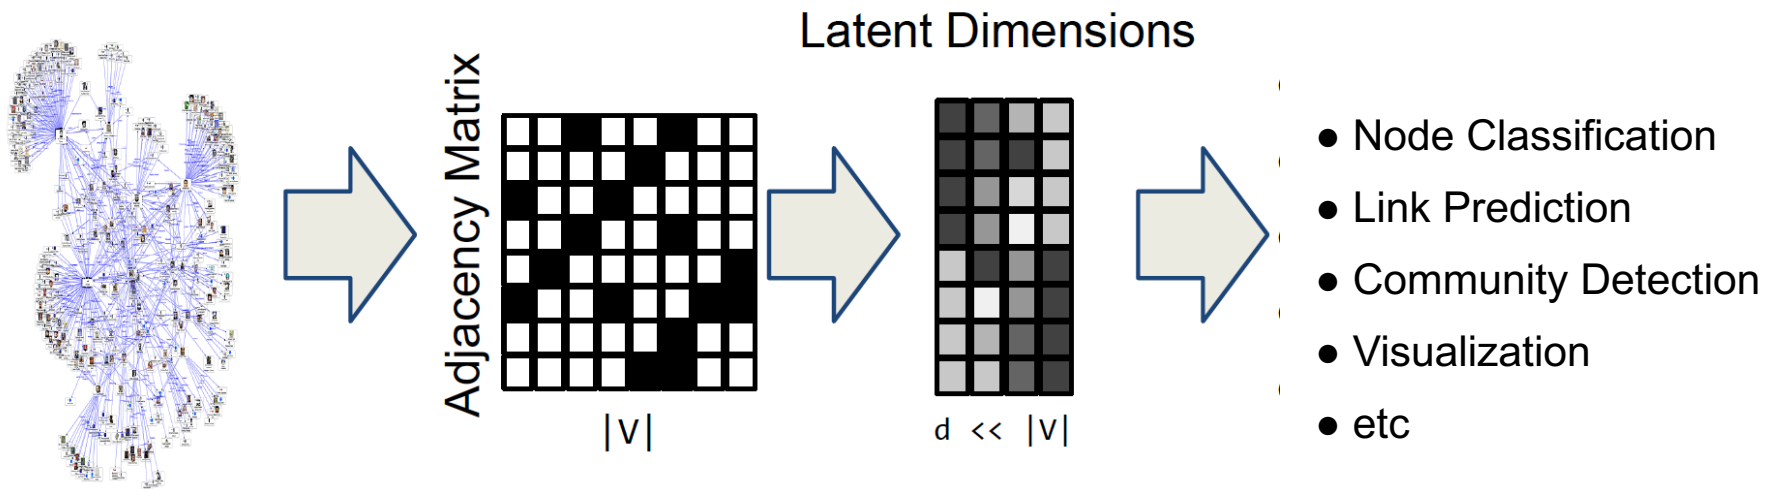 Latent Dimensions
Adjacency Matrix
|V|
d << |V|
● Node Classification
● Link Prediction
● Community Detection
● Visualization
● etc